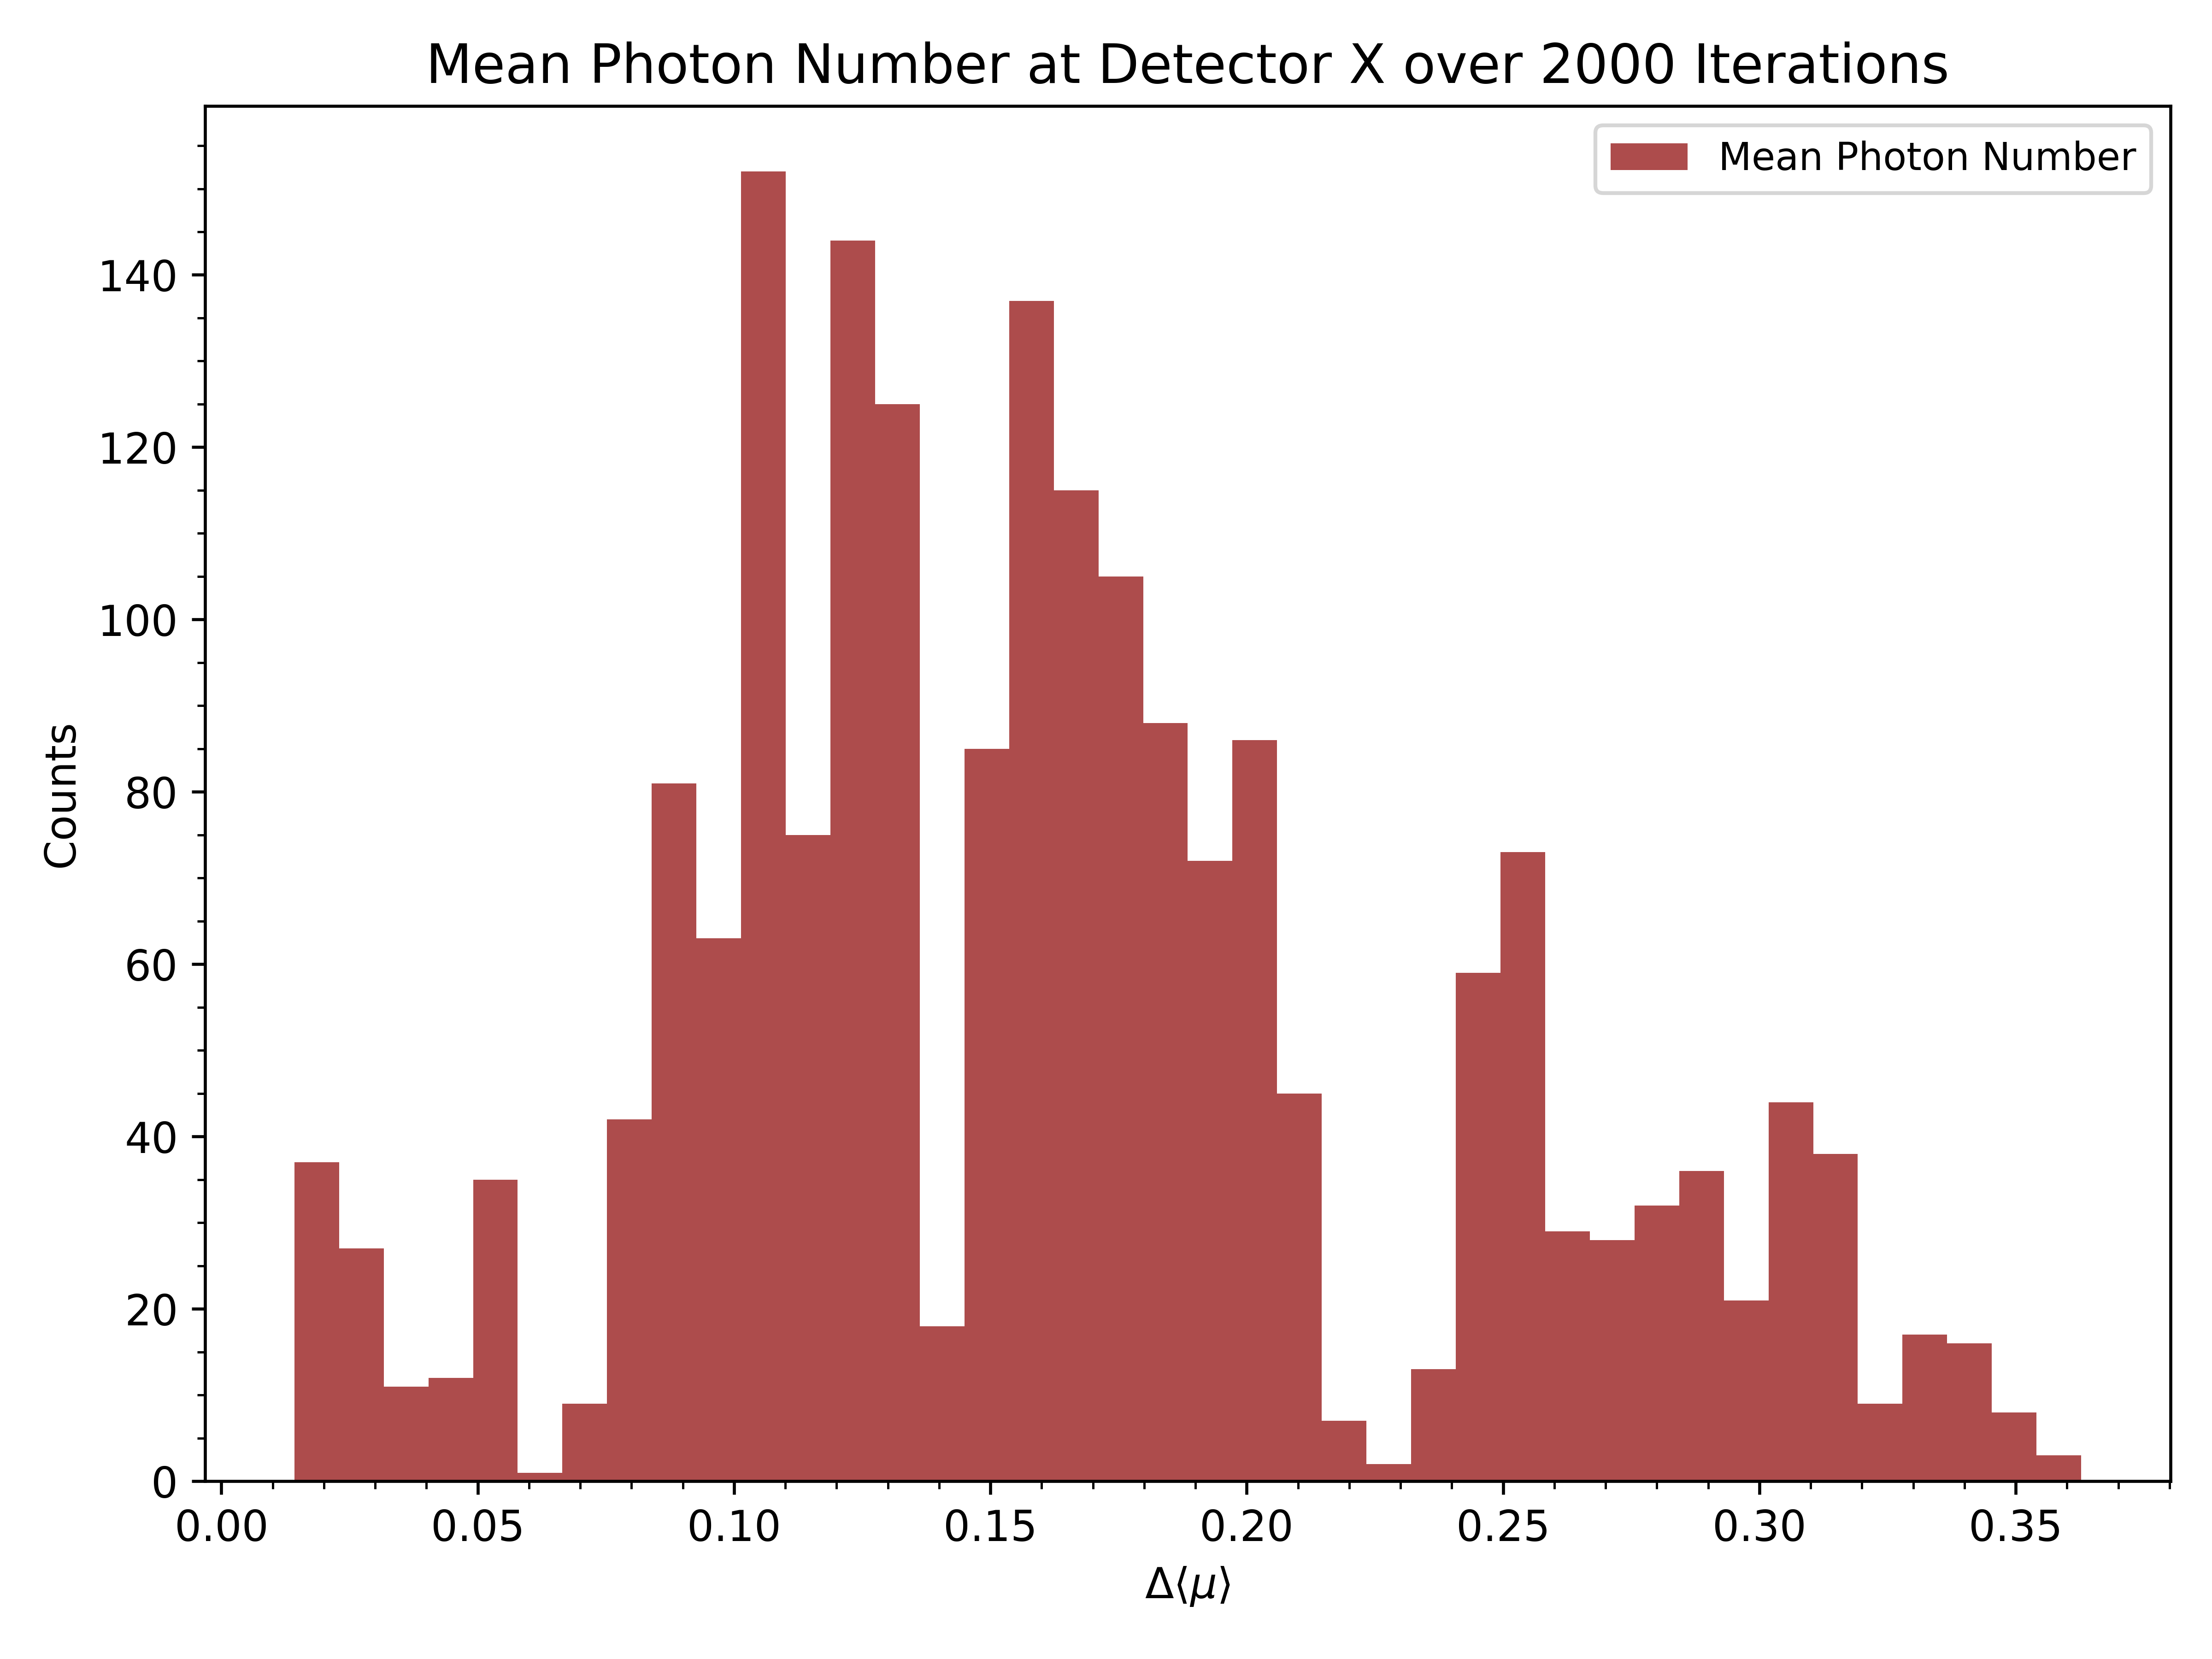 Mean Photon Number at Detector X over 2000 Iterations
Mean Photon Number
140
120
100
80
60
40
20
0
Counts
0.00 0.05 0.10 0.15 0.20 0.25 0.30 0.35
Δ⟨μ⟩